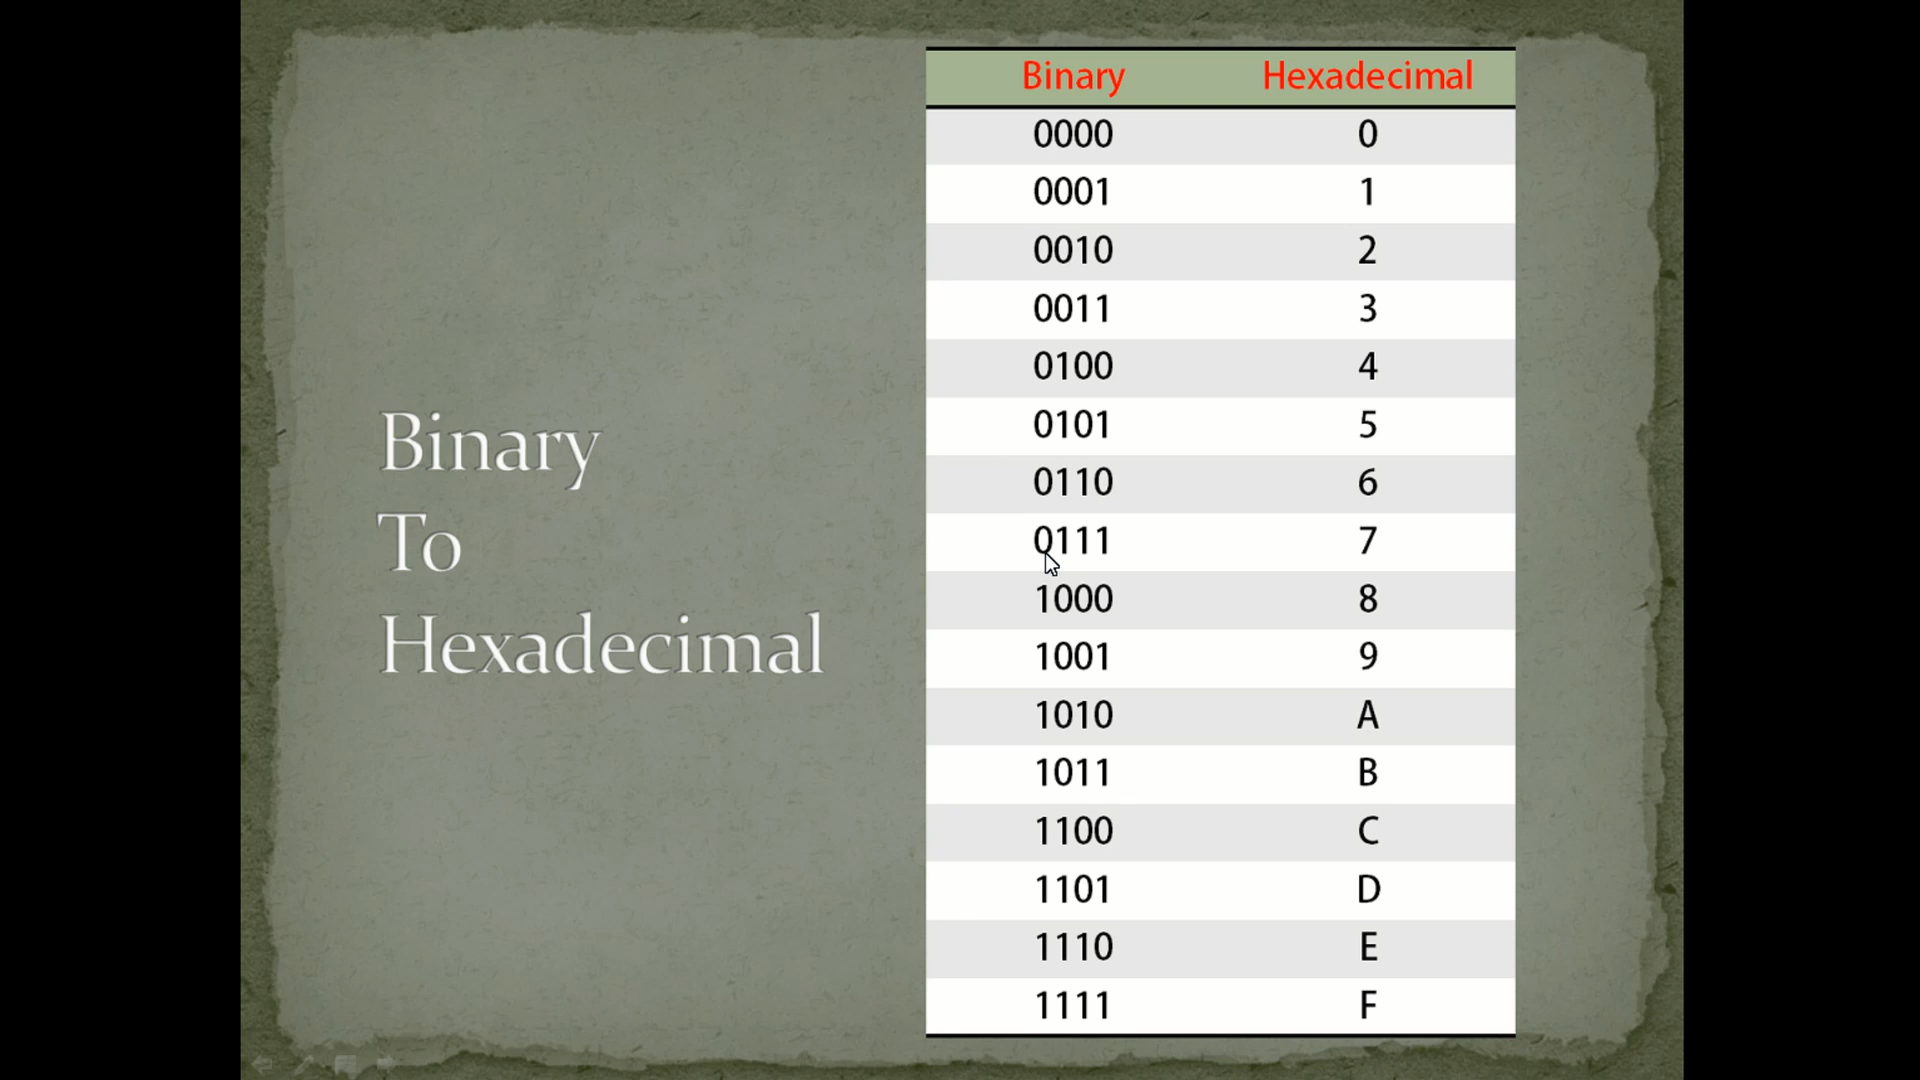 Binary
To
Hexadecimal
Binary Hexadecimal
0000 0
0001 1
0010 2
0011 3
0100 4
0101 5
0110 6
0111 7
1000 8
1001 9
1010 A
1011 B
1100 C
1101 D
1110 E
1111 F